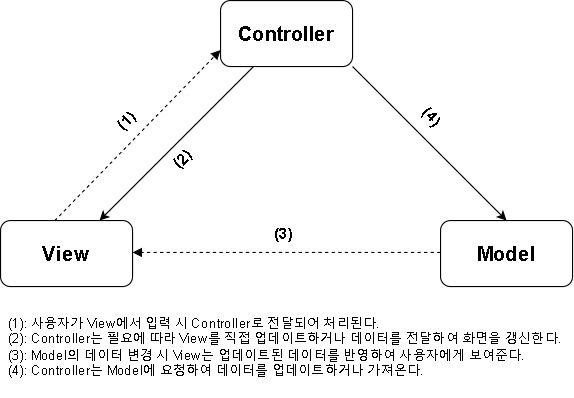 Controller
(1)
(2)
(4)
(3)
View
Model
(1): 사용자가 View에서 입력 시 Controller로 전달되어 처리된다.
(2): Controller는 필요에 따라 View를 직접 업데이트하거나 데이터를 전달하여 화면을 갱신한다.
(3): Model의 데이터 변경 시 View는 업데이트된 데이터를 반영하여 사용자에게 보여준다.
(4): Controller는 Model에 요청하여 데이터를 업데이트하거나 가져온다.